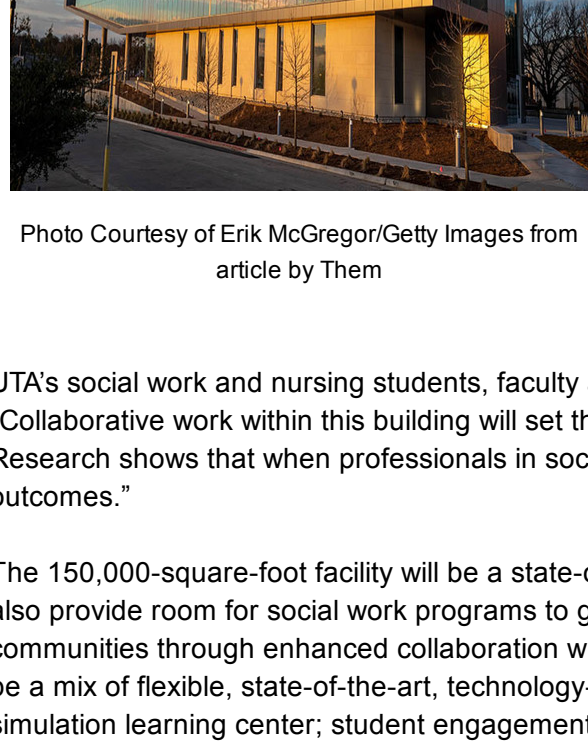 Photo Courtesy of Erik McGregor/Getty Images from
article by Them
UTA’s social work and nursing students, faculty
Collaborative work within this building will set th
Research shows that when professionals in soc
outcomes.”
The 150,000-square-foot facility will be a state-o
also provide room for social work programs to g
communities through enhanced collaboration w
be a mix of flexible, state-of-the-art, technology-
simulation learning center; student engagement